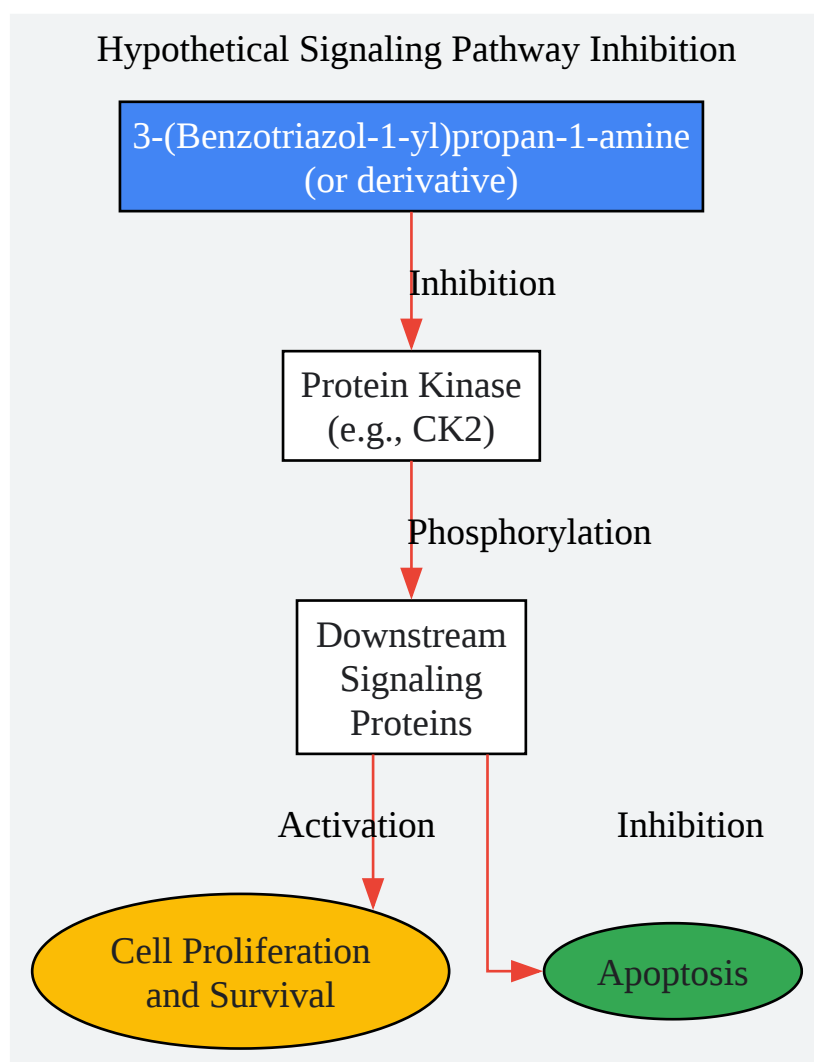 Hypothetical Signaling Pathway Inhibition
3-(Benzotriazol-1-yl)propan-1-amine
(or derivative)
Inhibition
Protein Kinase
(e.g., CK2)
Phosphorylation
Downstream
Signaling
Proteins
Activation
Inhibition
Cell Proliferation
and Survival
Apoptosis